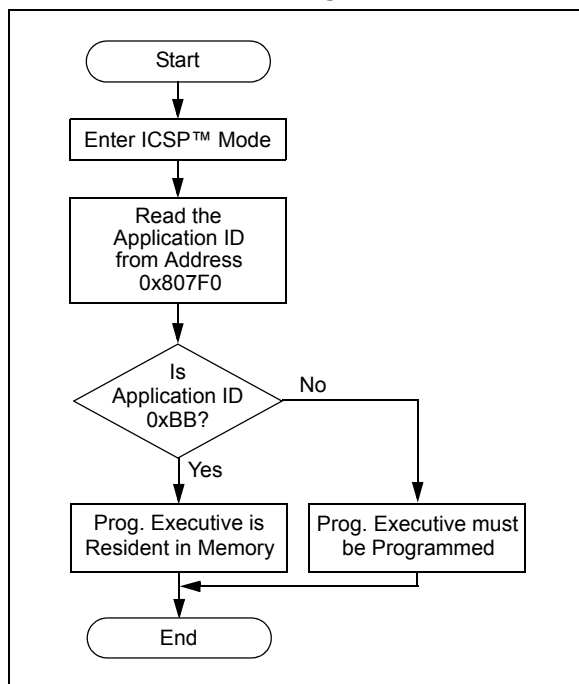 Start
Enter ICSP™ Mode
Read the
Application ID
from Address
0x807F0
Is
Application ID
0xBB?
No
Yes
Prog. Executive is
Resident in Memory
Prog. Executive must
be Programmed
End